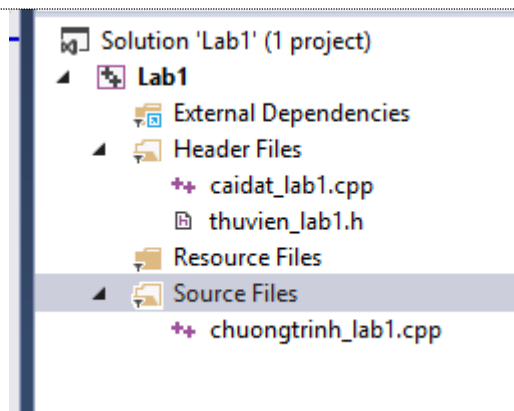 Solution 'Lab1' (1 project)
Lab1
External Dependencies
Header Files
caidat_lab1.cpp
thuvien_lab1.h
Resource Files
Source Files
chuongtrinh_lab1.cpp